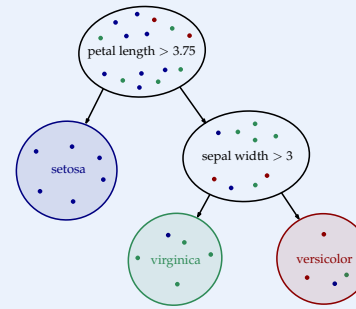 petal length > 3.75
setosa
sepal width > 3
virginica
versicolor